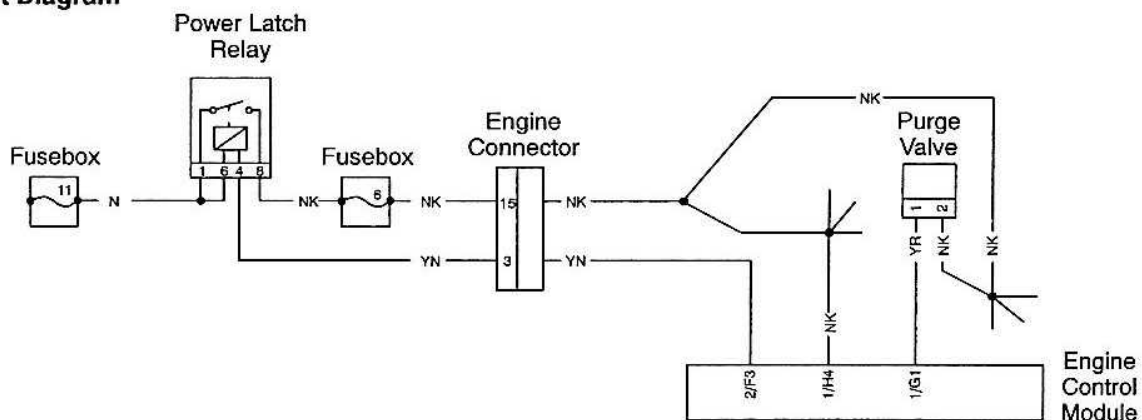 t Diagram
Power Latch
Relay
Fusebox
11
N
1 6 4 8
NK
Fusebox
6
NK
YN
Engine
Connector
15
3
NK
YN
NK
Purge
Valve
1 2
YR
NK
NK
NK
2/F3
1/H4
1/G1
Engine
Control
Module